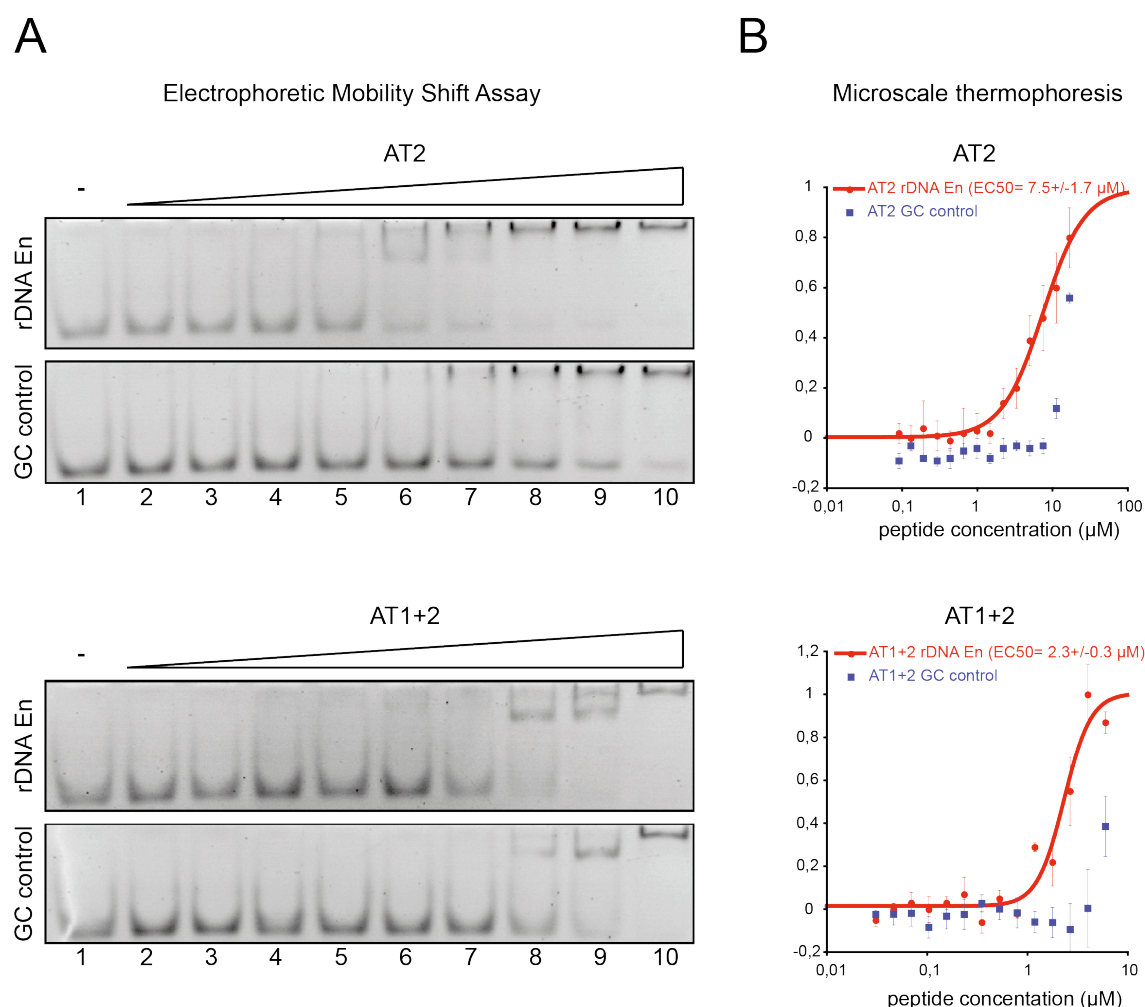 A
B
Electrophoretic Mobility Shift Assay
Microscale thermophoresis
AT2
-
rDNA En
GC control
1 2 3 4 5 6 7 8 9 10
AT2
AT2 rDNA En (EC50= 7.5+/-1.7 µM)
AT2 GC control
1
0,8
0,6
0,4
0,2
0
-0,2
0,01 0,1 1 10 100
peptide concentration (µM)
AT1+2
-
rDNA En
GC control
1 2 3 4 5 6 7 8 9 10
AT1+2
AT1+2 rDNA En (EC50= 2.3+/-0.3 µM)
AT1+2 GC control
1,2
1
0,8
0,6
0,4
0,2
0
-0,2
0,01 0,1 1 10
peptide concentation (µM)